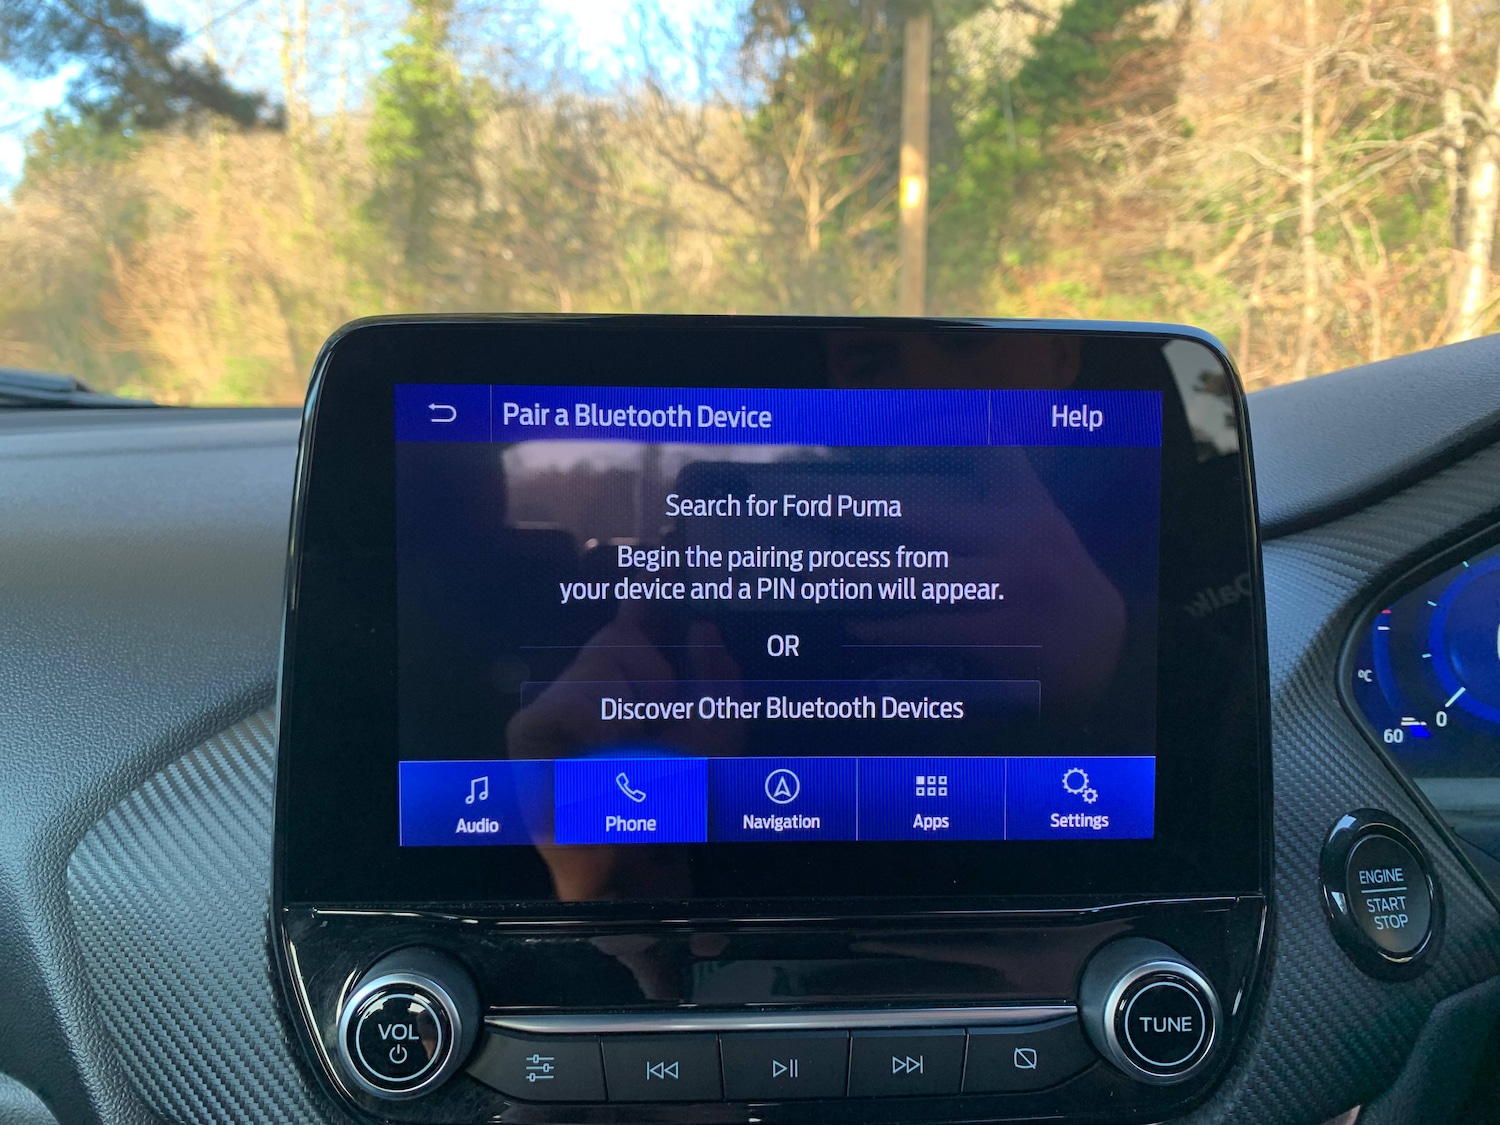 Pair a Bluetooth Device
Help
Search for Ford Puma
Begin the pairing process from
your device and a PIN option will appear.
OR
Discover Other Bluetooth Devices
Audio
Phone
Navigation
Apps
Settings
°C
60
0
ENGINE
START
STOP
VOL
TUNE